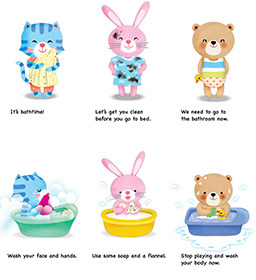 It's bathtime!
Let's get you clean
before you go to bed.
We need to go to
the bathroom now.
Wash your face and hands.
Use some soap and a flannel.
Stop playing and wash
your body now.